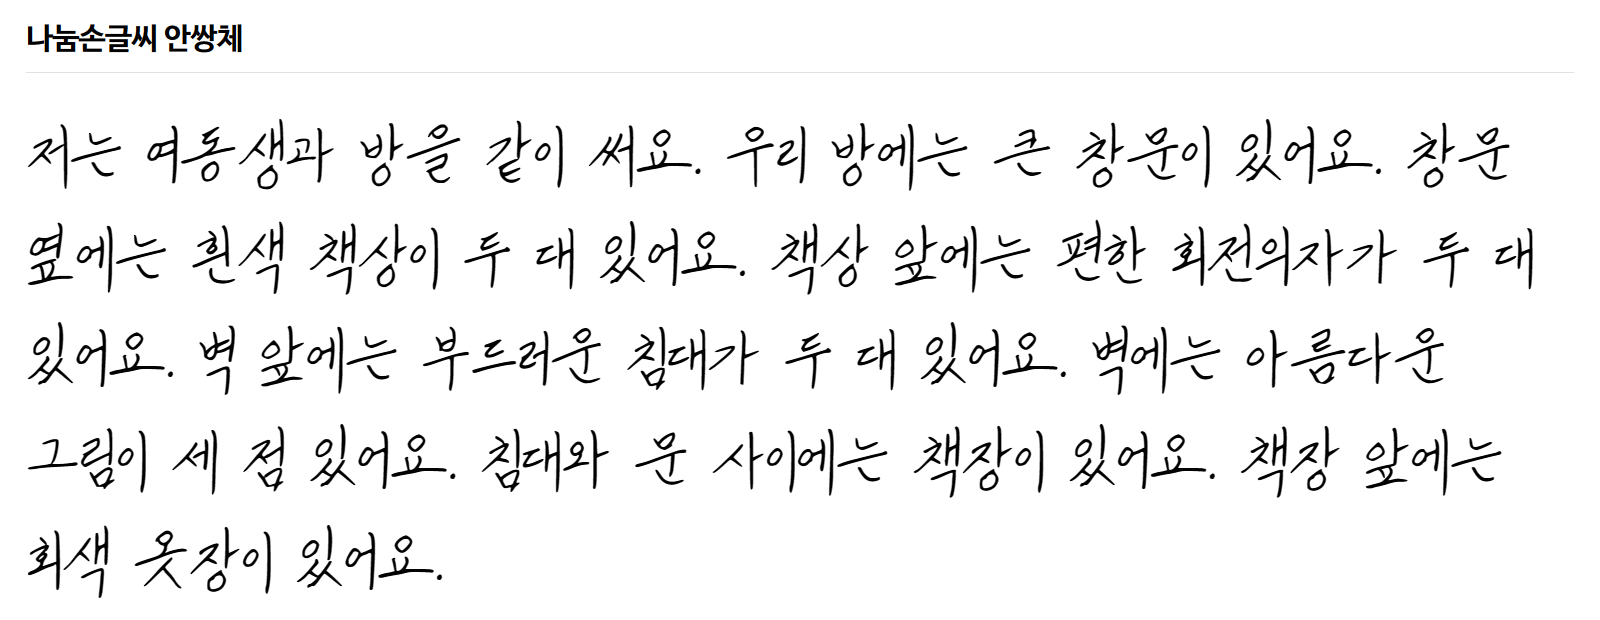 나눔손글씨 안쌍체
저는 여동생과 방을 같이 써요. 우리 방에는 큰 창문이 있어요. 창문
옆에는 흰색 책상이 두 대 있어요. 책상 앞에는 편한 회전의자가 두 대
있어요. 벽 앞에는 부드러운 침대가 두 대 있어요. 벽에는 아름다운
그림이 세 점 있어요. 침대와 문 사이에는 책장이 있어요. 책장 앞에는
회색 옷장이 있어요.